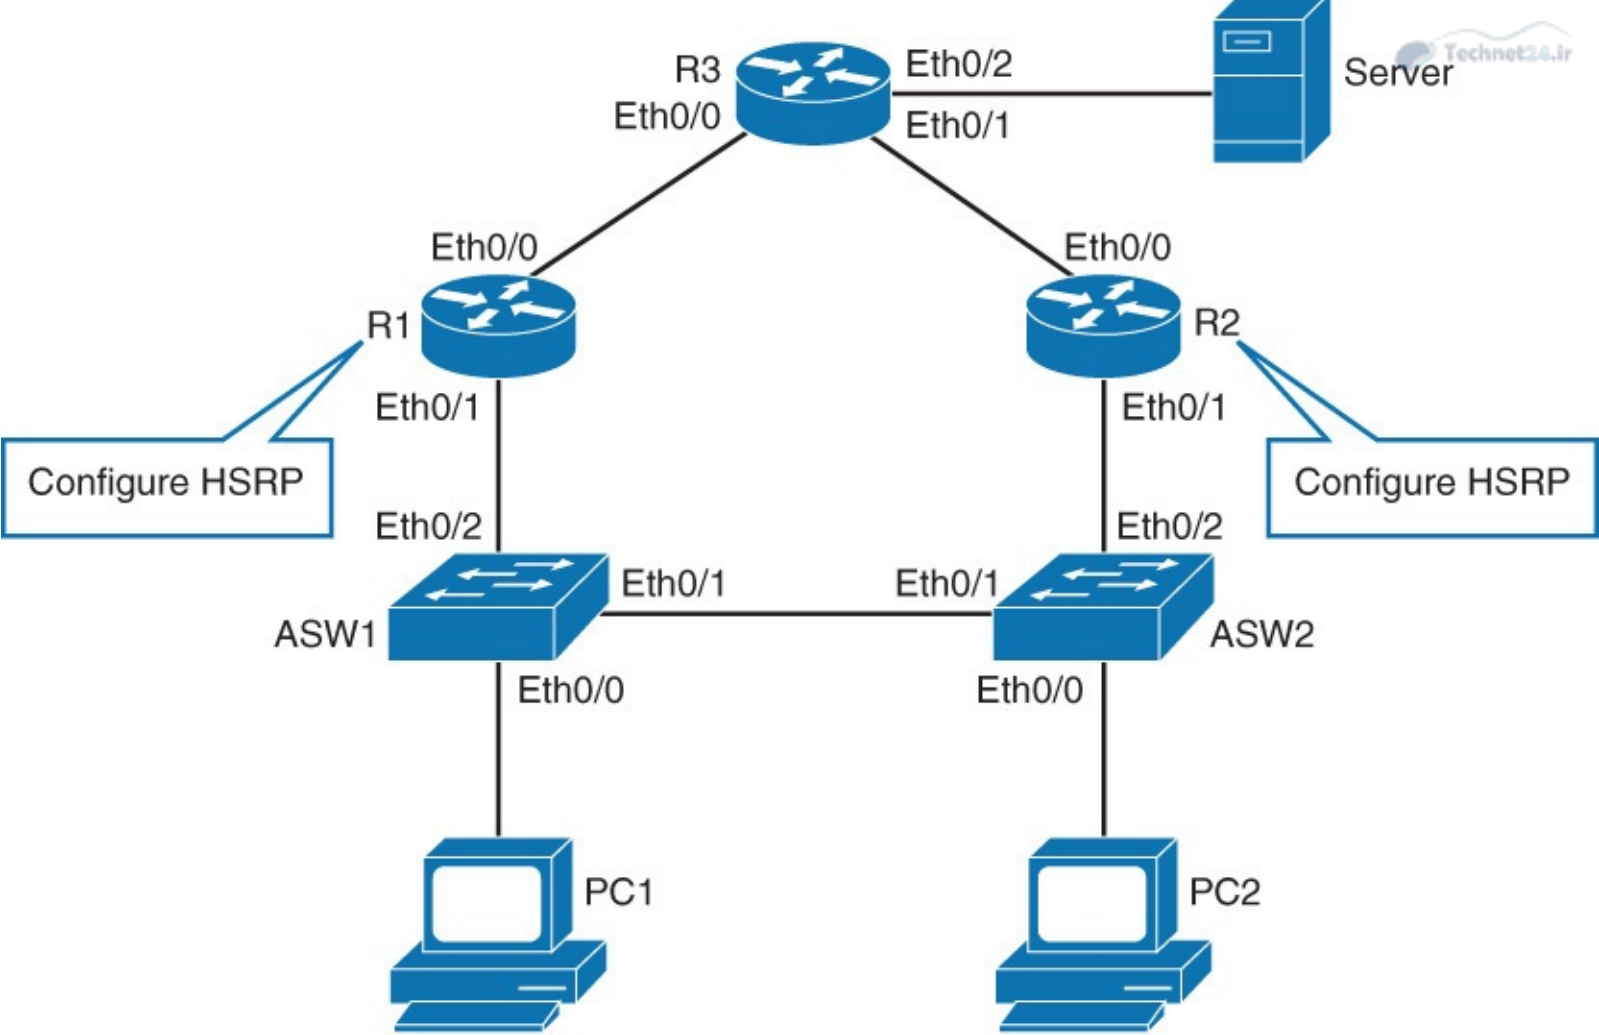 Technet24.ir
R3
Eth0/2
Server
Eth0/0
Eth0/1
Eth0/0
Eth0/0
R1
R2
Eth0/1
Eth0/1
Configure HSRP
Configure HSRP
Eth0/2
Eth0/2
Eth0/1
Eth0/1
ASW1
ASW2
Eth0/0
Eth0/0
PC1
PC2